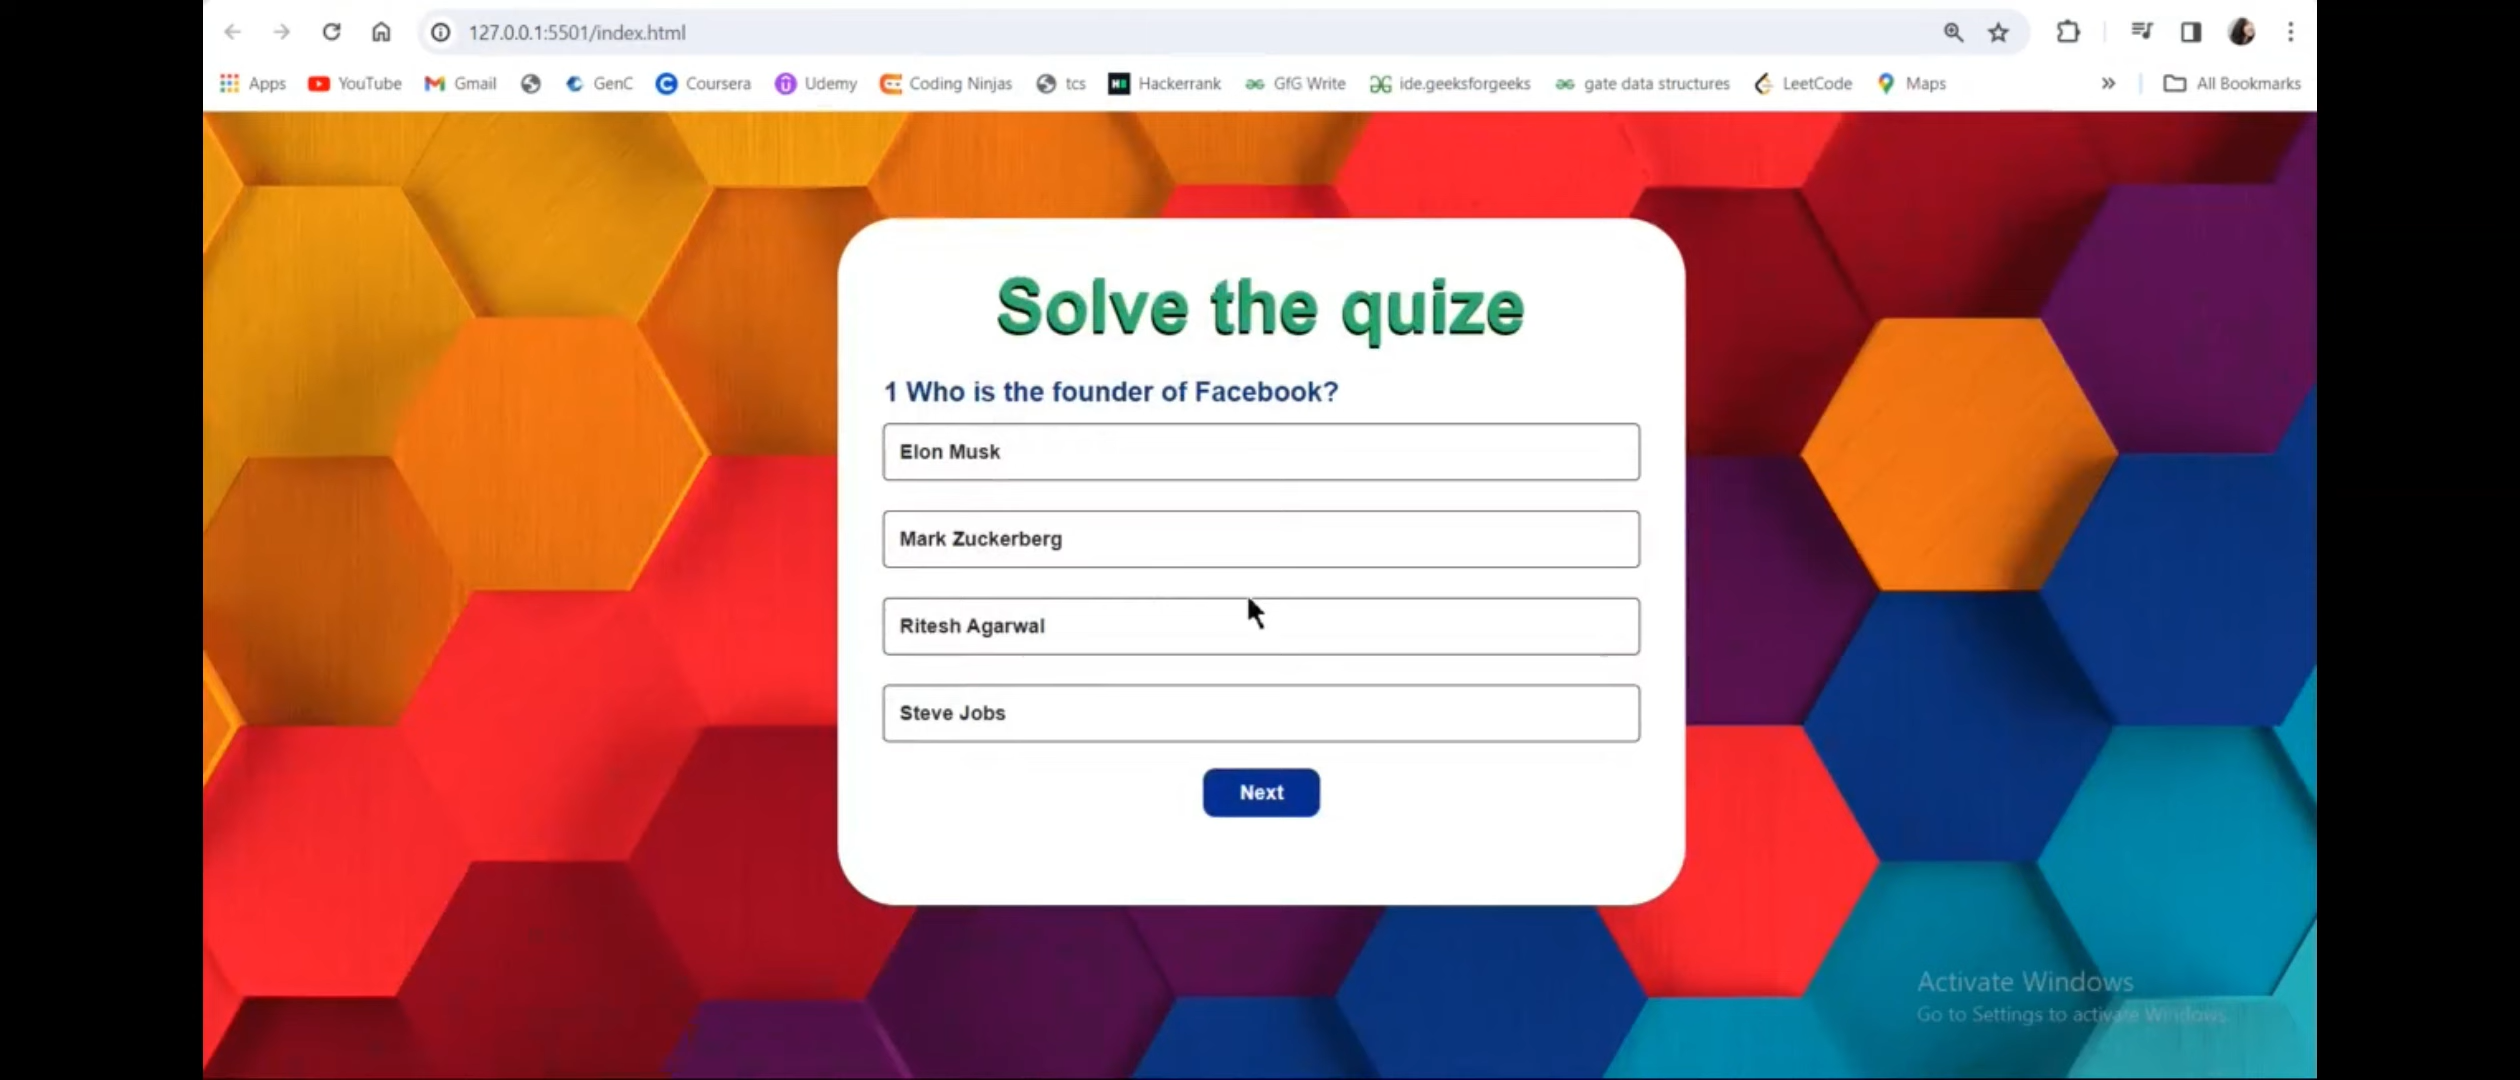 127.0.0.1:5501/index.html
Apps YouTube Gmail GenC Coursera Udemy Coding Ninjas tcs Hackerrank GfG Write ide.geeksforgeeks gate data structures LeetCode Maps » All Bookmarks
Solve the quize
1 Who is the founder of Facebook?
Elon Musk
Mark Zuckerberg
Ritesh Agarwal
Steve Jobs
Next
Activate Windows
Go to Settings to activate Windows.